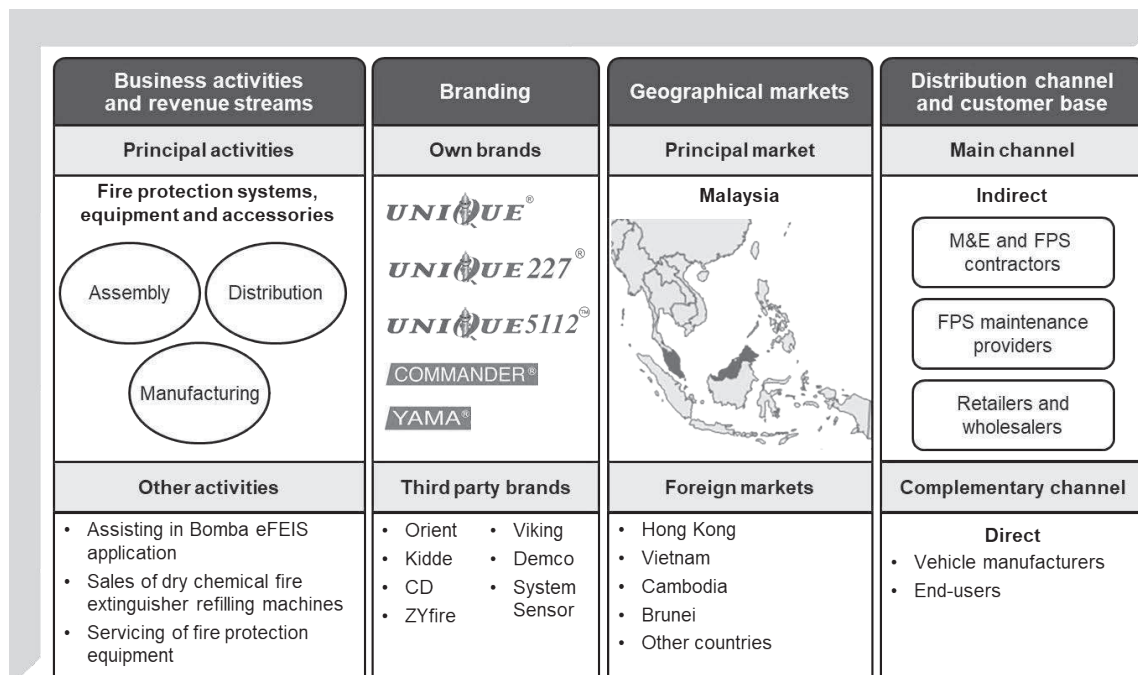 Business activities
and revenue streams
Principal activities
Fire protection systems,
equipment and accessories
Assembly
Distribution
Manufacturing
Other activities
• Assisting in Bomba eFEIS
application
• Sales of dry chemical fire
extinguisher refilling machines
• Servicing of fire protection
equipment
Branding
Own brands
UNIQUE®
UNIQUE 227®
UNIQUE 5112™
COMMANDER®
YAMA®
Third party brands
• Orient
• Kidde
• CD
• ZYfire
• Viking
• Demco
• System
Sensor
Geographical markets
Principal market
Malaysia
Foreign markets
• Hong Kong
• Vietnam
• Cambodia
• Brunei
• Other countries
Distribution channel
and customer base
Main channel
Indirect
M&E and FPS
contractors
FPS maintenance
providers
Retailers and
wholesalers
Complementary channel
Direct
• Vehicle manufacturers
• End-users